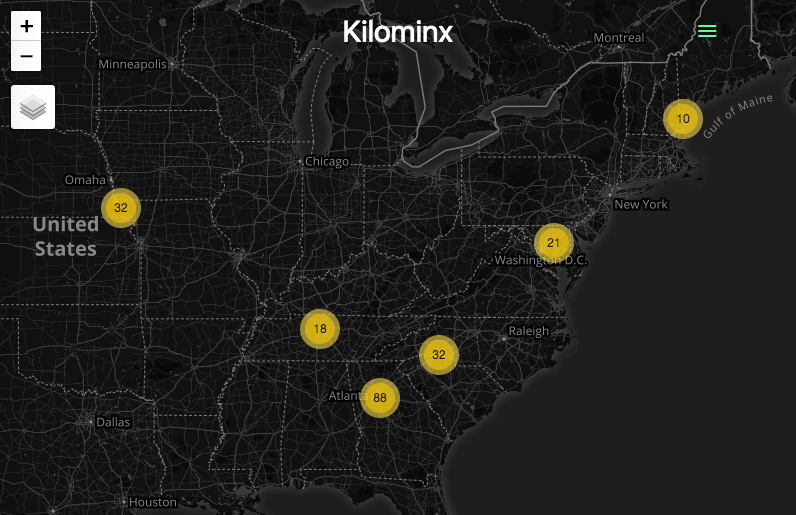 +
Kilominx
−
Montreal
Minneapolis
10
Gulf of Maine
Chicago
Omaha
32
New York
United
States
21
Washington D.C.
18
Raleigh
32
Atlant
88
Dallas
Houston